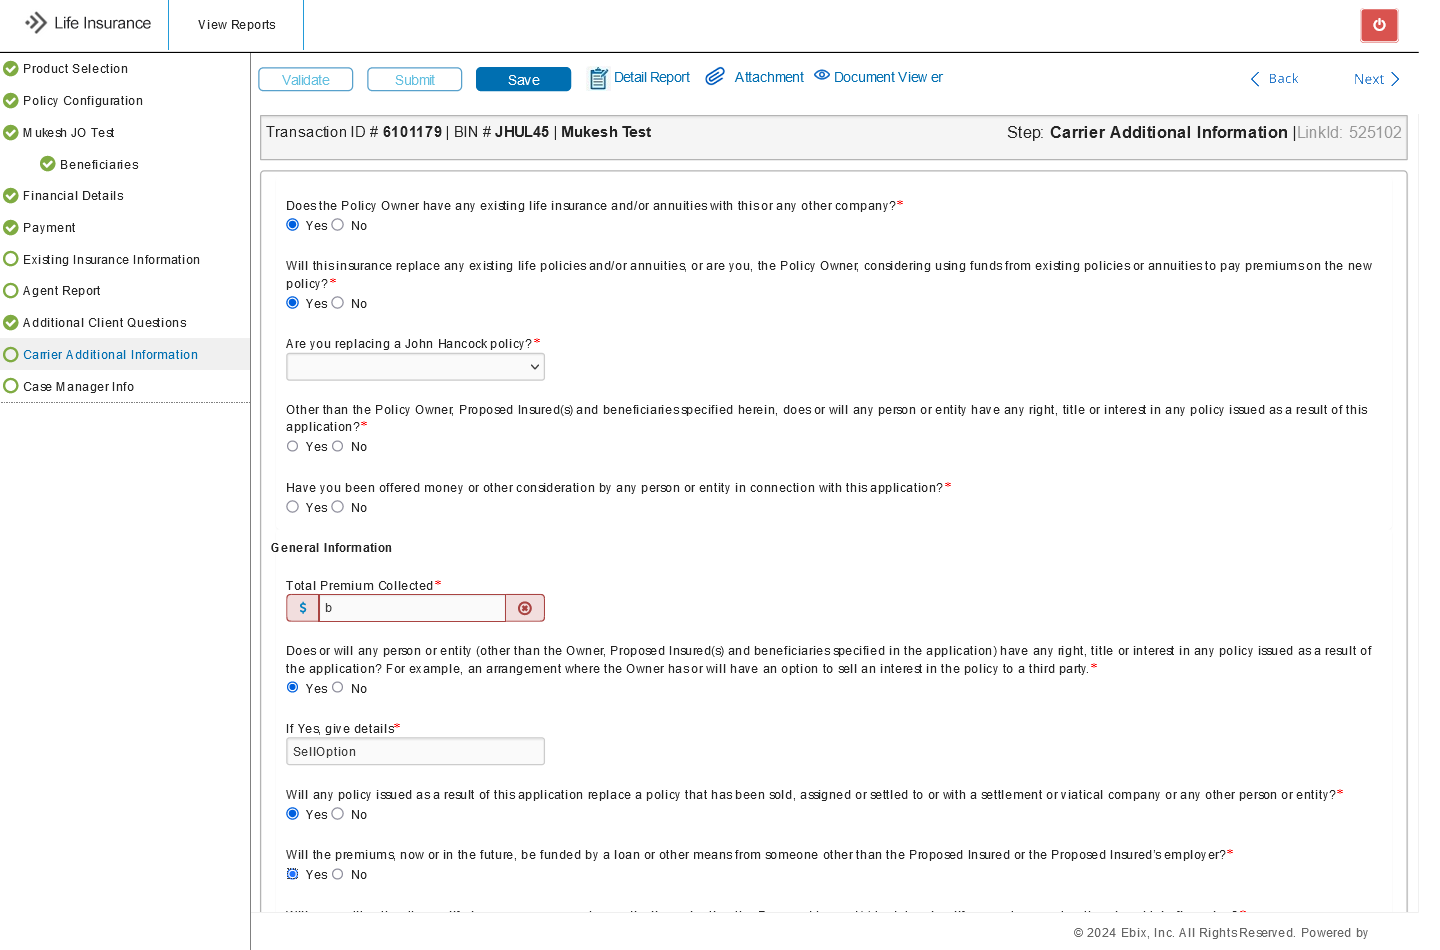 Life Insurance
View Reports
Product Selection
Policy Configuration
Mukesh JO Test
Beneficiaries
Financial Details
Payment
Existing Insurance Information
Agent Report
Additional Client Questions
Carrier Additional Information
Case Manager Info
Validate
Submit
Save
Detail Report
Attachment
Document Viewer
Back
Next
Transaction ID # 6101179 | BIN # JHUL45 | Mukesh Test
Step: Carrier Additional Information |LinkId: 525102
Does the Policy Owner have any existing life insurance and/or annuities with this or any other company?*
Yes No
Will this insurance replace any existing life policies and/or annuities, or are you, the Policy Owner, considering using funds from existing policies or annuities to pay premiums on the new
policy?*
Yes No
Are you replacing a John Hancock policy?*
Other than the Policy Owner, Proposed Insured(s) and beneficiaries specified herein, does or will any person or entity have any right, title or interest in any policy issued as a result of this
application?*
Yes No
Have you been offered money or other consideration by any person or entity in connection with this application?*
Yes No
General Information
Total Premium Collected*
$ b
Does or will any person or entity (other than the Owner, Proposed Insured(s) and beneficiaries specified in the application) have any right, title or interest in any policy issued as a result of
the application? For example, an arrangement where the Owner has or will have an option to sell an interest in the policy to a third party.*
Yes No
If Yes, give details*
SellOption
Will any policy issued as a result of this application replace a policy that has been sold, assigned or settled to or with a settlement or viatical company or any other person or entity?*
Yes No
Will the premiums, now or in the future, be funded by a loan or other means from someone other than the Proposed Insured or the Proposed Insured's employer?*
Yes No
© 2024 Ebix, Inc. All Rights Reserved. Powered by